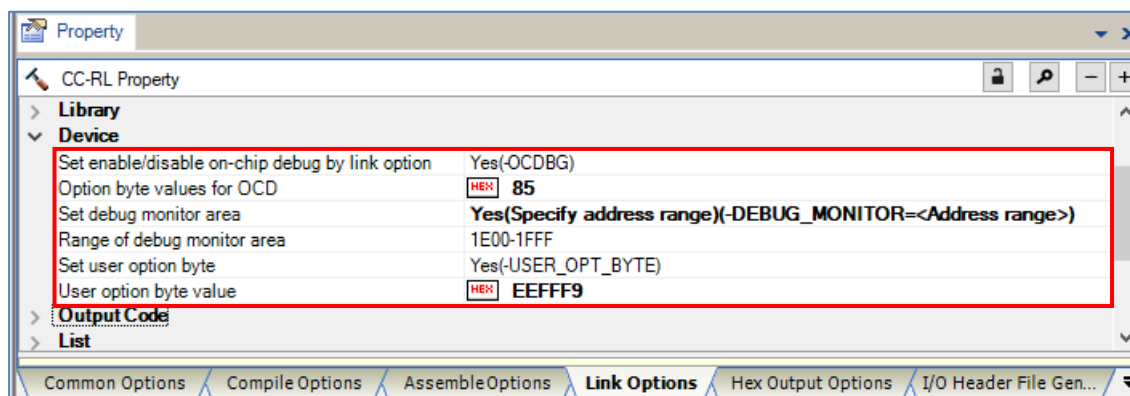 Property
CC-RL Property
Library
Device
Set enable/disable on-chip debug by link option Yes(-OCDBG)
Option byte values for OCD HEX 85
Set debug monitor area Yes(Specify address range)(-DEBUG_MONITOR=<Address range>)
Range of debug monitor area 1E00-1FFF
Set user option byte Yes(-USER_OPT_BYTE)
User option byte value HEX EEFFF9
Output Code
List
Common Options Compile Options Assemble Options Link Options Hex Output Options I/O Header File Gen...